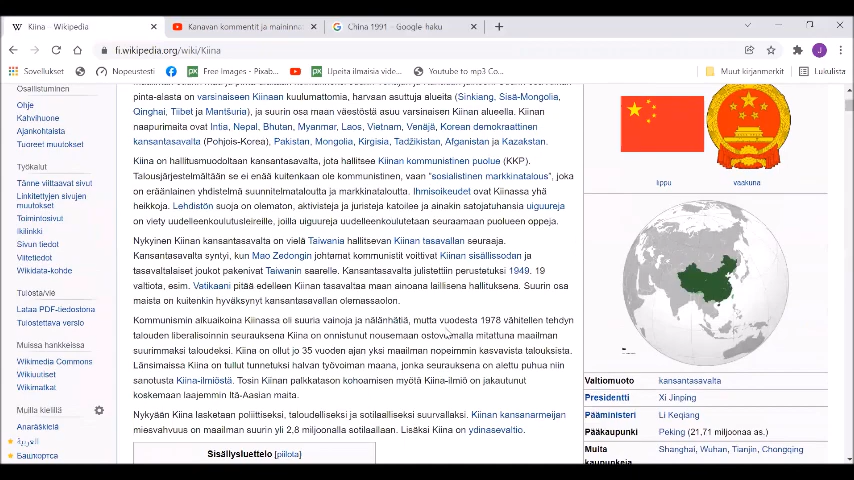 Kiina – Wikipedia
Kanavan kommentit ja maininna
China 1991 – Google haku
fi.wikipedia.org/wiki/Kiina
Sovellukset
Nopeustesti
Free Images - Pixab...
Upeita ilmaisia vide...
Youtube to mp3 Co...
Muut kirjanmerkit
Lukulista
Osallistuminen
Ohje
Kahvihuone
Ajankohtaista
Tuoreet muutokset
Työkalut
Tänne viittaavat sivut
Linkitettyjen sivujen
muutokset
Toimintosivut
Ikilinkki
Sivun tiedot
Viitetiedot
Wikidata-kohde
Tulosta/vie
Lataa PDF-tiedostona
Tulostettava versio
Muissa hankkeissa
Wikimedia Commons
Wikiuutiset
Wikimatkat
Muilla kielillä
Аԥсшәа
العربية
Башҡортса
pinta-alasta on varsinaiseen Kiinaan kuulumattomia, harvaan asuttuja alueita (Sinkiang, Sisä-Mongolia,
Qinghai, Tiibet ja Mantšuria), ja suurin osa maan väestöstä asuu varsinaisen Kiinan alueella. Kiinan
naapurimaita ovat Intia, Nepal, Bhutan, Myanmar, Laos, Vietnam, Venäjä, Korean demokraattinen
kansantasavalta (Pohjois-Korea), Pakistan, Mongolia, Kirgisia, Tadžikistan, Afganistan ja Kazakstan.
Kiina on hallitusmuodoltaan kansantasavalta, jota hallitsee Kiinan kommunistinen puolue (KKP).
Talousjärjestelmältään se ei enää kuitenkaan ole kommunistinen, vaan "sosialistinen markkinatalous", joka
on eräänlainen yhdistelmä suunnitelmataloutta ja markkinataloutta. Ihmisoikeudet ovat Kiinassa yhä
heikkoja. Lehdistön suoja on olematon, aktivisteja ja juristeja katoilee ja ainakin satojatuhansia uiguureja
on viety uudelleenkoulutusleireille, joilla uiguureja uudelleenkoulutetaan seuraamaan puolueen oppeja.
Nykyinen Kiinan kansantasavalta on vielä Taiwania hallitsevan Kiinan tasavallan seuraaja.
Kansantasavalta syntyi, kun Mao Zedongin johtamat kommunistit voittivat Kiinan sisällissodan ja
tasavaltalaiset joukot pakenivat Taiwanin saarelle. Kansantasavalta julistettiin perustetuksi 1949. 19
valtiota, esim. Vatikaani pitää edelleen Kiinan tasavaltaa maan ainoana laillisena hallituksena. Suurin osa
maista on kuitenkin hyväksynyt kansantasavallan olemassaolon.
Kommunismin alkuaikoina Kiinassa oli suuria vainoja ja nälänhätiä, mutta vuodesta 1978 vähitellen tehdyn
talouden liberalisoinnin seurauksena Kiina on onnistunut nousemaan ostovoimalla mitattuna maailman
suurimmaksi taloudeksi. Kiina on ollut jo 35 vuoden ajan yksi maailman nopeimmin kasvavista talouksista.
Länsimaissa Kiina on tullut tunnetuksi halvan työvoiman maana, jonka seurauksena on alettu puhua niin
sanotusta Kiina-ilmiöstä. Tosin Kiinan palkkatason kohoamisen myötä Kiina-ilmiö on jakautunut
koskemaan laajemmin Itä-Aasian maita.
Nykyään Kiina lasketaan poliittiseksi, taloudelliseksi ja sotilaalliseksi suurvallaksi. Kiinan kansanarmeijan
miesvahvuus on maailman suurin yli 2,8 miljoonalla sotilaallaan. Lisäksi Kiina on ydinasevaltio.
Sisällysluettelo [piilota]
lippu
vaakuna
Valtiomuoto kansantasavalta
Presidentti Xi Jinping
Pääministeri Li Keqiang
Pääkaupunki Peking (21,71 miljoonaa as.)
Muita Shanghai, Wuhan, Tianjin, Chongqing
kaupunkeja